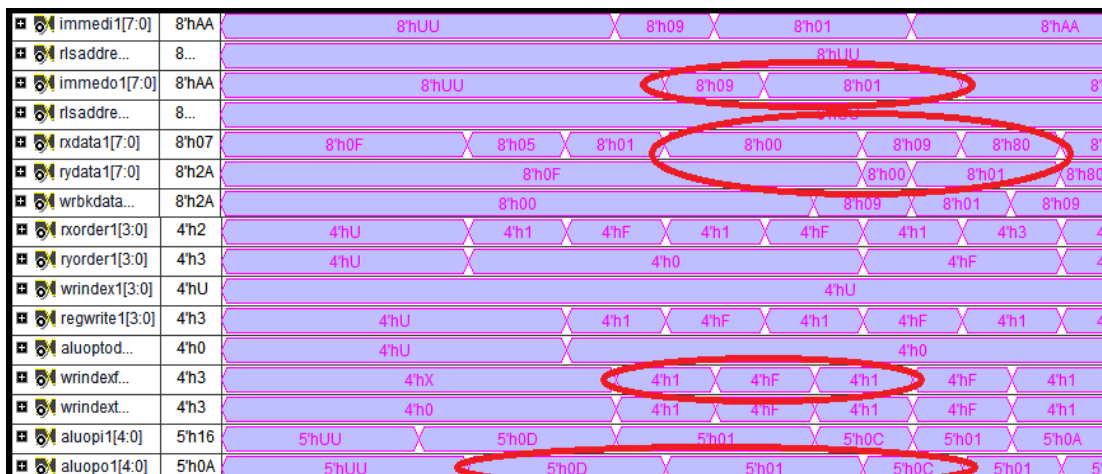 immedi1[7:0] 8'hAA 8'hUU 8'h09 8'h01 8'hAA
rlsaddre... 8... 8'hUU
immedo1[7:0] 8'hAA 8'hUU 8'h09 8'h01 8'
rlsaddre... 8...
rxdata1[7:0] 8'h07 8'h0F 8'h05 8'h01 8'h00 8'h09 8'h80 8'
rydata1[7:0] 8'h2A 8'h0F 8'h00 8'h01 8'h80
wrbkdata... 8'h2A 8'h00 8'h09 8'h01 8'h09
rxorder1[3:0] 4'h2 4'hU 4'h1 4'hF 4'h1 4'hF 4'h1 4'h3 4
ryorder1[3:0] 4'h3 4'hU 4'h0 4'hF 4
wrindex1[3:0] 4'hU 4'hU
regwrite1[3:0] 4'h3 4'hU 4'h1 4'hF 4'h1 4'hF 4'h1 4
aluoptod... 4'h0 4'hU 4'h0
wrindexf... 4'h3 4'hX 4'h1 4'hF 4'h1 4'hF 4'h1
wrindext... 4'h3 4'h0 4'h1 4'hF 4'h1 4'hF 4'h1
aluopi1[4:0] 5'h16 5'hUU 5'h0D 5'h01 5'h0C 5'h01 5'h0A
aluopo1[4:0] 5'h0A 5'hUU 5'h0D 5'h01 5'h0C 5'h01 5'